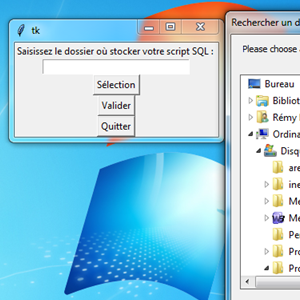 tk
Saisissez le dossier où stocker votre script SQL :
Sélection
Valider
Quitter
Rechercher un d
Please choose a
Bureau
Bibliot
Rémy
Ordina
Disqu
are
ine
Me
Me
Per
Pro
Pro